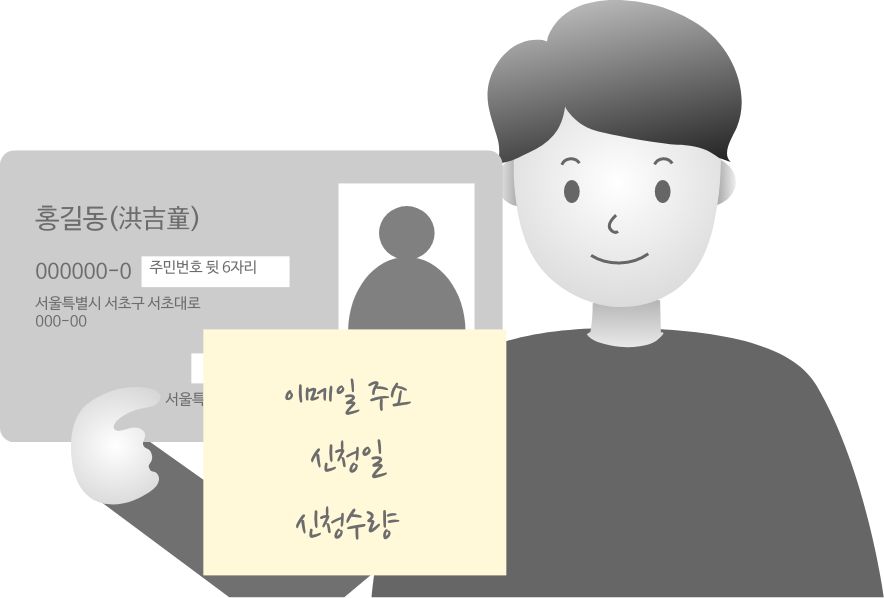 홍길동(洪吉童)
000000-0 주민번호 뒷 6자리
서울특별시 서초구 서초대로
000-00
서울특
이메일 주소
신청일
신청수량